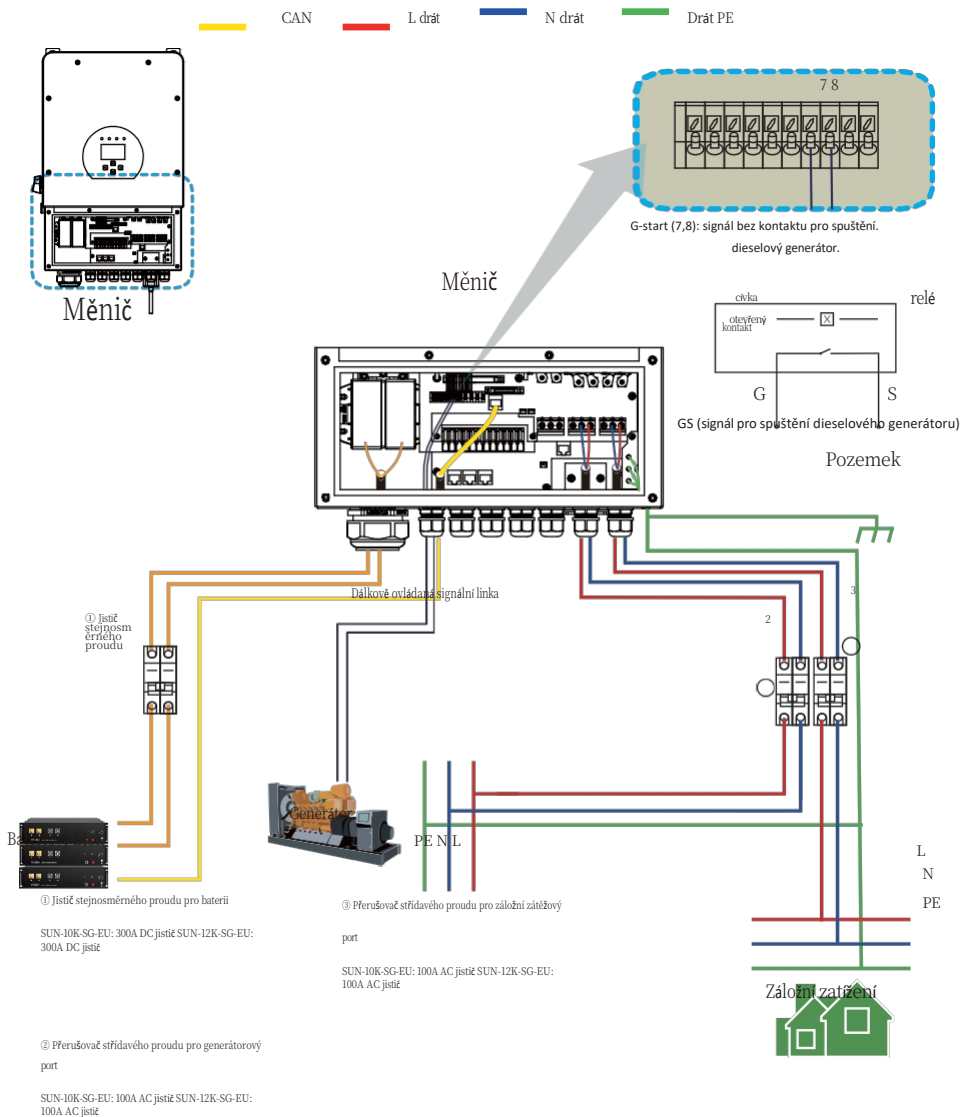 CAN
L drát
N drát
Drát PE
7 8
G-start (7,8): signál bez kontaktu pro spuštění.
dieselový generátor.
Měnič
Měnič
cívka
relé
otevřený
kontakt
G
S
GS (signál pro spuštění dieselového generátoru)
Pozemek
Dálkově ovládaná signální linka
① Jistič
stejnosm
ěrného
proudu
2
3
Generátor
Ba
PE N L
L
N
PE
① Jistič stejnosměrného proudu pro baterii
SUN-10K-SG-EU: 300A DC jistič SUN-12K-SG-EU:
300A DC jistič
③ Přerušovač střídavého proudu pro záložní zátěžový
port
SUN-10K-SG-EU: 100A AC jistič SUN-12K-SG-EU:
100A AC jistič
Záložní zatížení
② Přerušovač střídavého proudu pro generátorový
port
SUN-10K-SG-EU: 100A AC jistič SUN-12K-SG-EU:
100A AC jistič